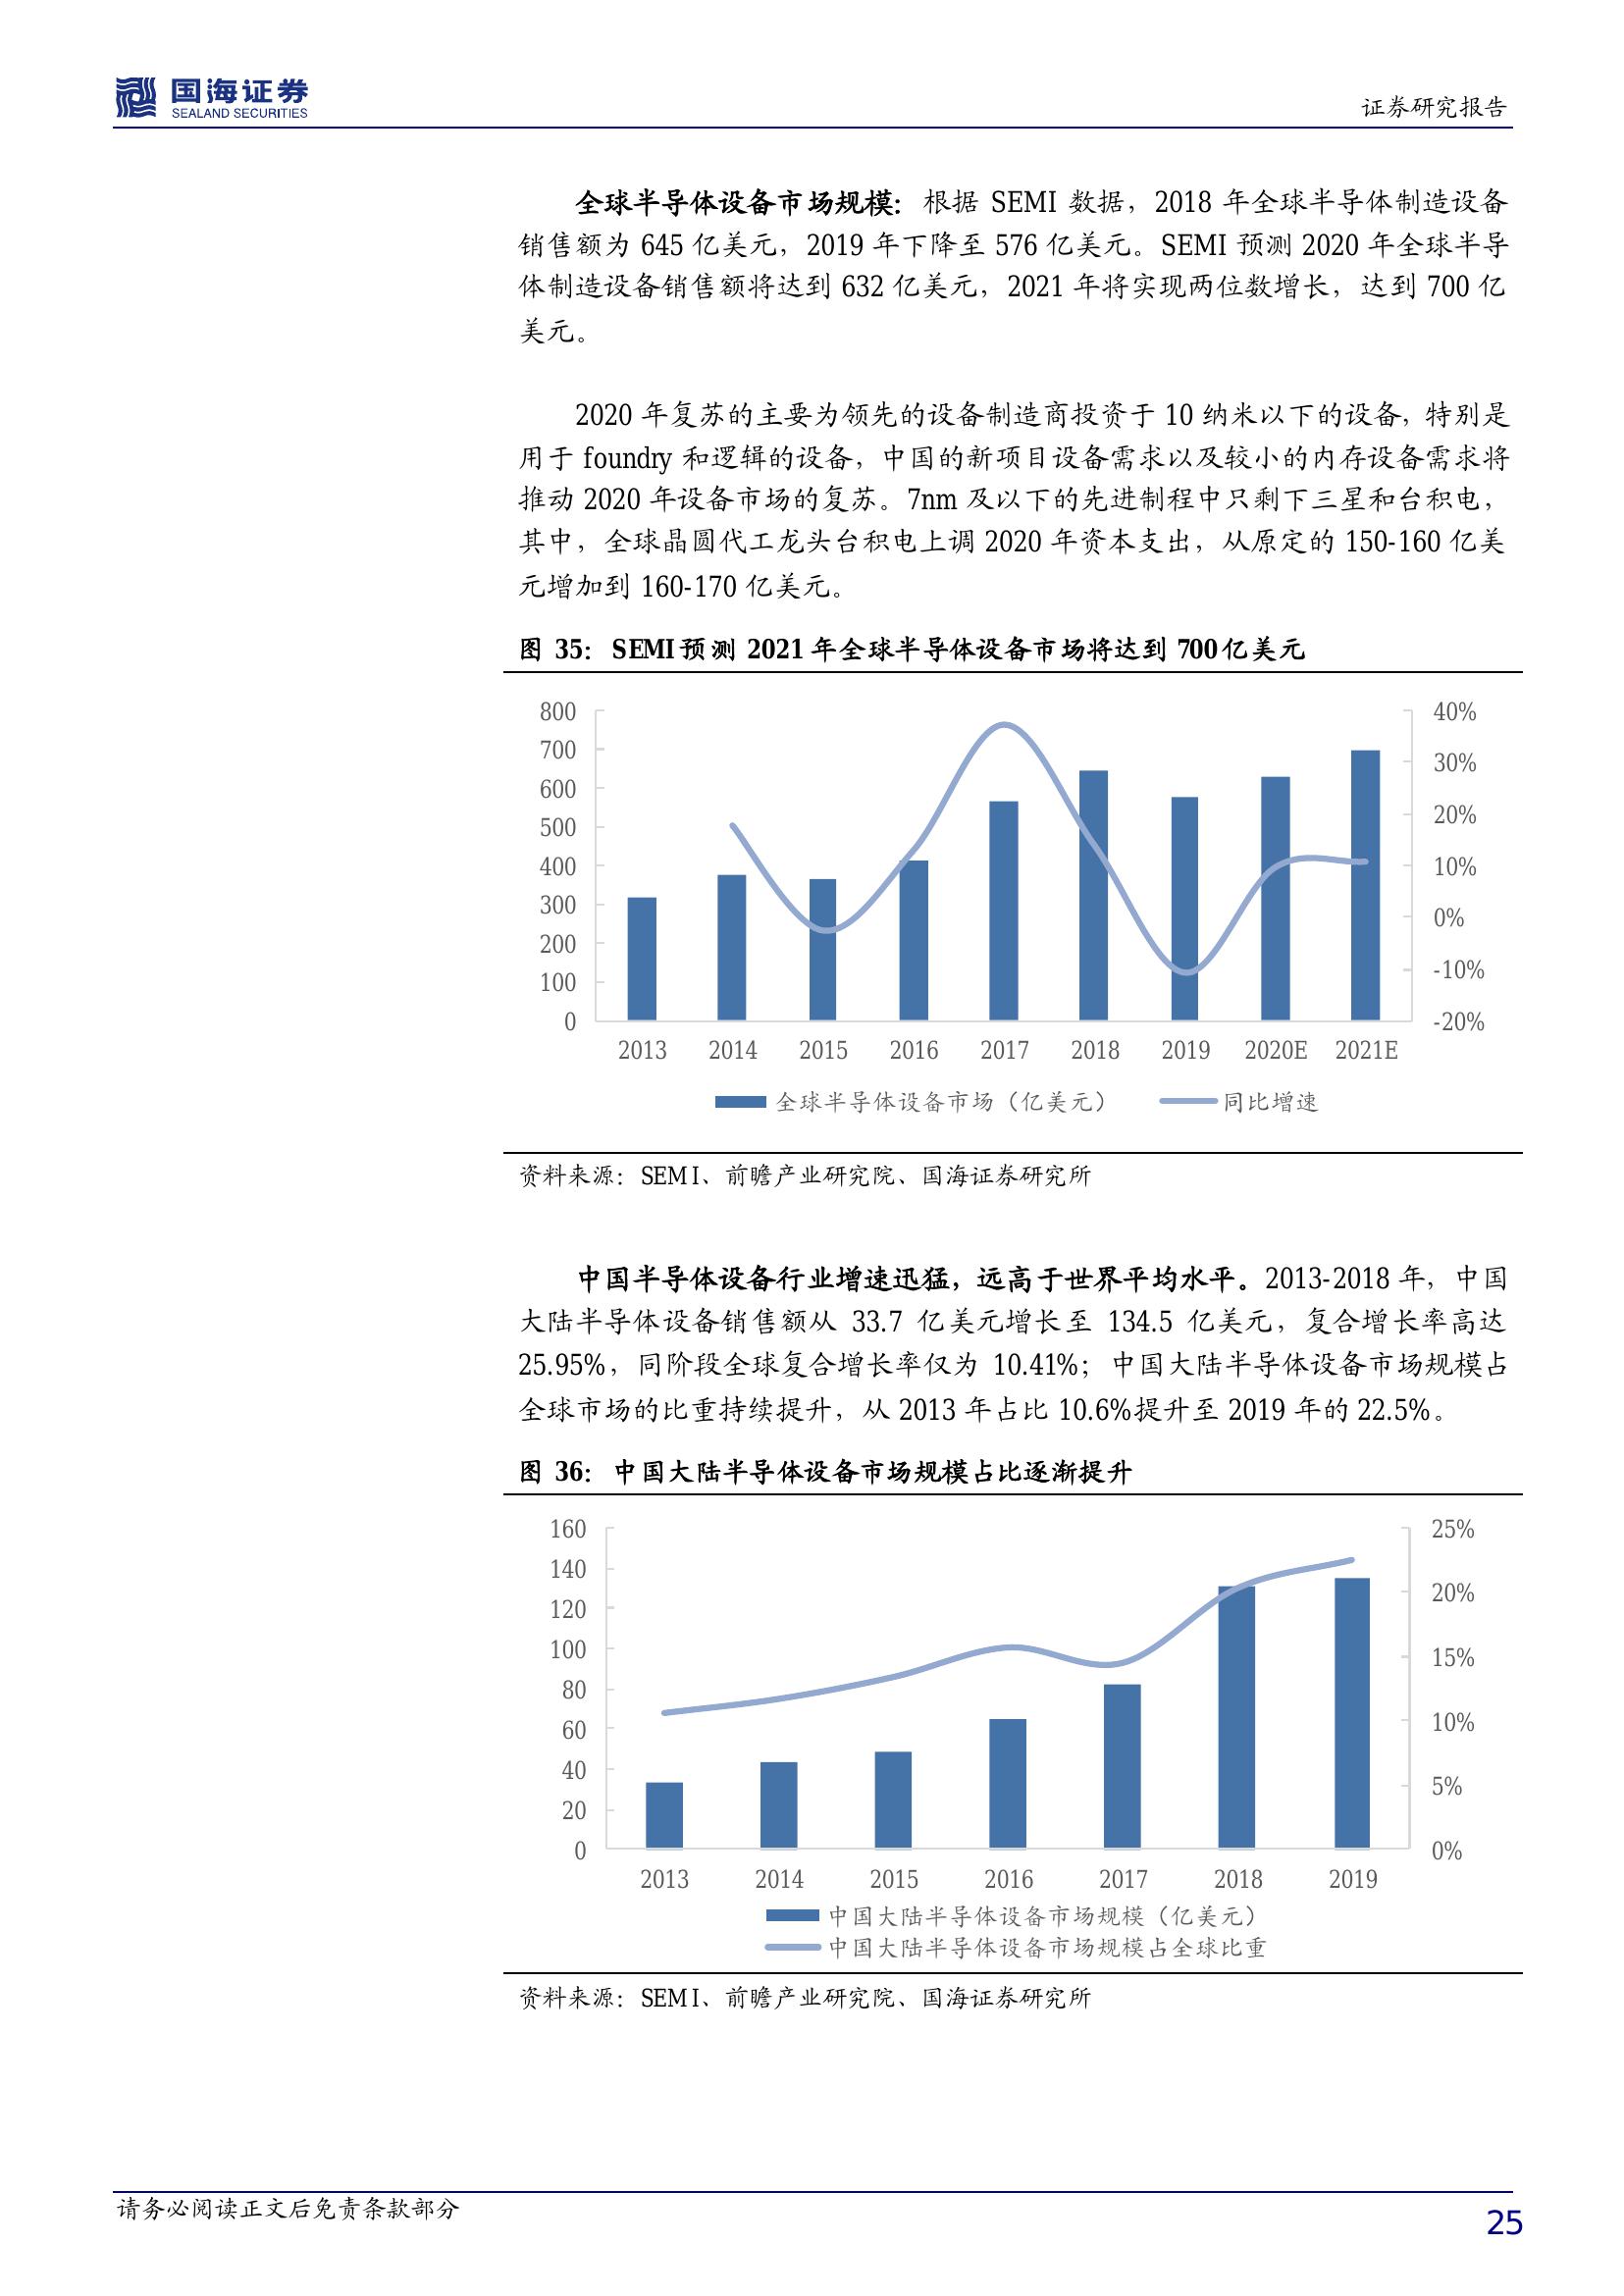 国海证券
SEALAND SECURITIES
证券研究报告
全球半导体设备市场规模：根据 SEMI 数据，2018 年全球半导体制造设备
销售额为 645 亿美元，2019 年下降至 576 亿美元。SEMI 预测 2020 年全球半导
体制造设备销售额将达到 632 亿美元，2021 年将实现两位数增长，达到 700 亿
美元。
2020 年复苏的主要为领先的设备制造商投资于 10 纳米以下的设备，特别是
用于 foundry 和逻辑的设备，中国的新项目设备需求以及较小的内存设备需求将
推动 2020 年设备市场的复苏。7nm 及以下的先进制程中只剩下三星和台积电，
其中，全球晶圆代工龙头台积电上调 2020 年资本支出，从原定的 150-160 亿美
元增加到 160-170 亿美元。
图 35：SEMI 预测 2021 年全球半导体设备市场将达到 700 亿美元
800
700
600
500
400
300
200
100
0
40%
30%
20%
10%
0%
-10%
-20%
2013 2014 2015 2016 2017 2018 2019 2020E 2021E
全球半导体设备市场（亿美元） 同比增速
资料来源：SEMI、前瞻产业研究院、国海证券研究所
中国半导体设备行业增速迅猛，远高于世界平均水平。2013-2018 年，中国
大陆半导体设备销售额从 33.7 亿美元增长至 134.5 亿美元，复合增长率高达
25.95%，同阶段全球复合增长率仅为 10.41%；中国大陆半导体设备市场规模占
全球市场的比重持续提升，从 2013 年占比 10.6%提升至 2019 年的 22.5%。
图 36：中国大陆半导体设备市场规模占比逐渐提升
160
140
120
100
80
60
40
20
0
25%
20%
15%
10%
5%
0%
2013 2014 2015 2016 2017 2018 2019
中国大陆半导体设备市场规模（亿美元）
中国大陆半导体设备市场规模占全球比重
资料来源：SEMI、前瞻产业研究院、国海证券研究所
请务必阅读正文后免责条款部分
25